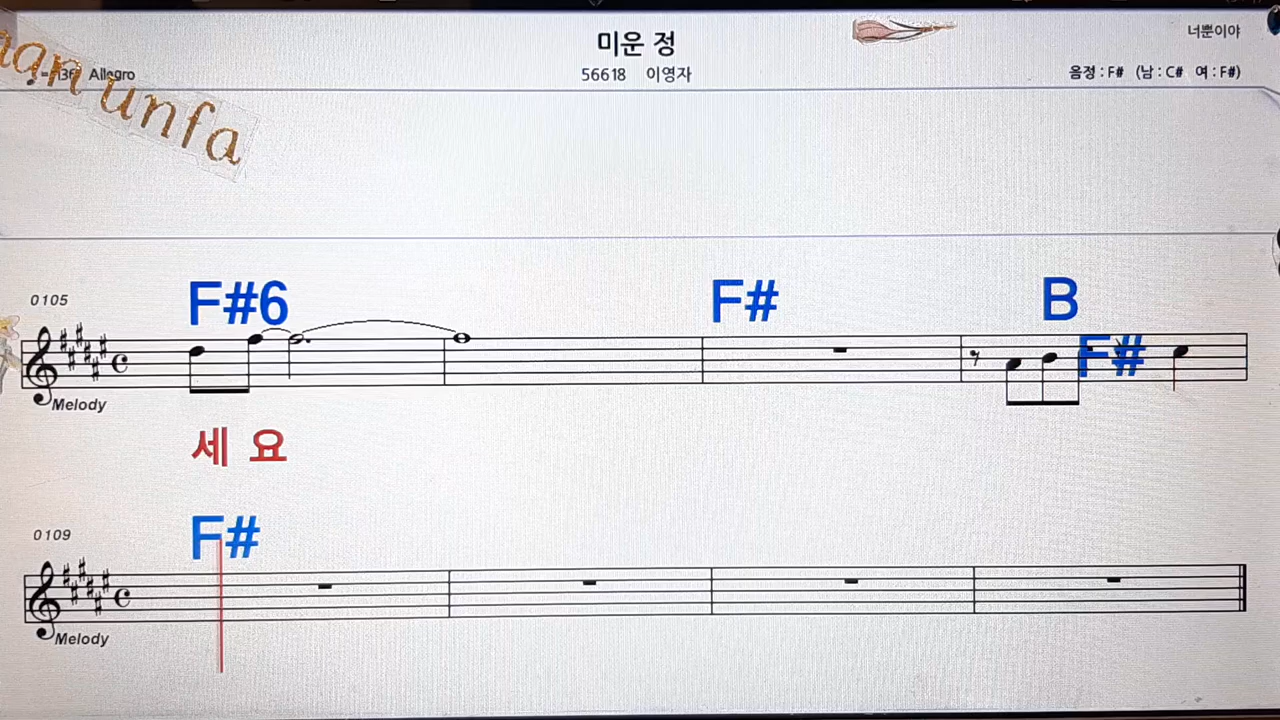 미운 정
너뿐이야
Allegro
56618 이영자
음정 : F# (남 : C# 여 : F#)
unfa
0105
F#6 F# B F#
Melody
세 요
0109
F#
Melody